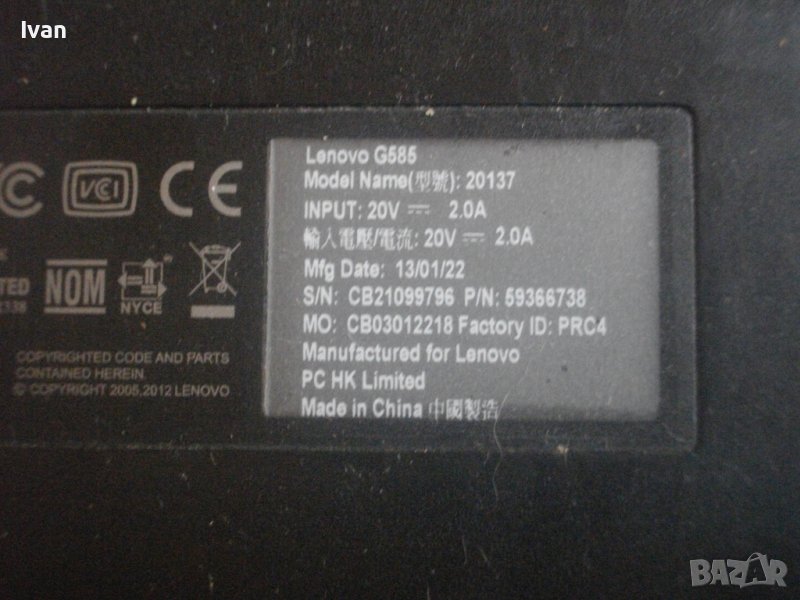 Ivan
Lenovo G585
Model Name(型號): 20137
INPUT: 20V ⎓ 2.0A
輸入電壓/電流: 20V ⎓ 2.0A
Mfg Date: 13/01/22
S/N: CB21099796 P/N: 59366738
MO: CB03012218 Factory ID: PRC4
Manufactured for Lenovo
PC HK Limited
Made in China 中國製造
C VCCI CE
TED
NOM NYCE
COPYRIGHTED CODE AND PARTS
CONTAINED HEREIN.
© COPYRIGHT 2005,2012 LENOVO
BAZAR